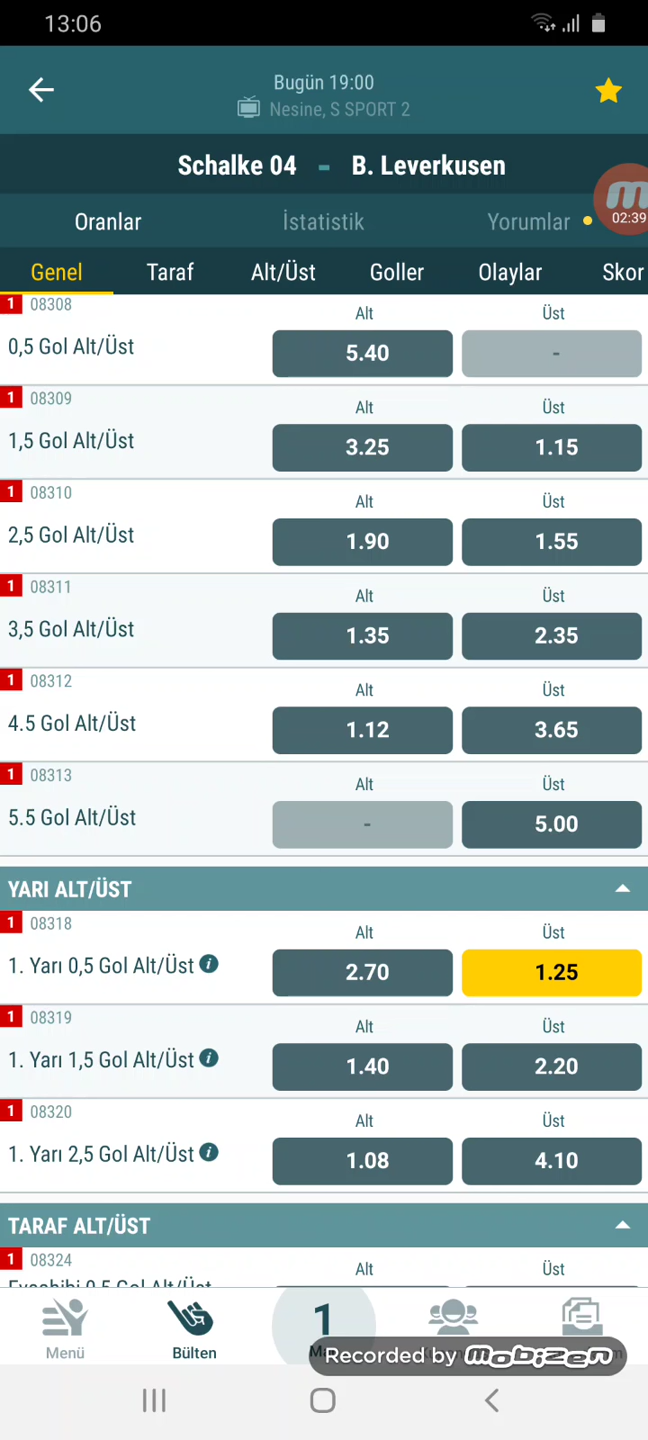 13:06
Bugün 19:00
Nesine, S SPORT 2
Schalke 04 - B. Leverkusen
02:39
Oranlar İstatistik Yorumlar
Genel Taraf Alt/Üst Goller Olaylar Skor
1 08308 Alt Üst
0,5 Gol Alt/Üst 5.40 -
1 08309 Alt Üst
1,5 Gol Alt/Üst 3.25 1.15
1 08310 Alt Üst
2,5 Gol Alt/Üst 1.90 1.55
1 08311 Alt Üst
3,5 Gol Alt/Üst 1.35 2.35
1 08312 Alt Üst
4.5 Gol Alt/Üst 1.12 3.65
1 08313 Alt Üst
5.5 Gol Alt/Üst - 5.00
YARI ALT/ÜST
1 08318 Alt Üst
1. Yarı 0,5 Gol Alt/Üst i 2.70 1.25
1 08319 Alt Üst
1. Yarı 1,5 Gol Alt/Üst i 1.40 2.20
1 08320 Alt Üst
1. Yarı 2,5 Gol Alt/Üst i 1.08 4.10
TARAF ALT/ÜST
1 08324 Alt Üst
Evsahibi 0,5 Gol Alt/Üst
1
Menü Bülten
Recorded by mobizen